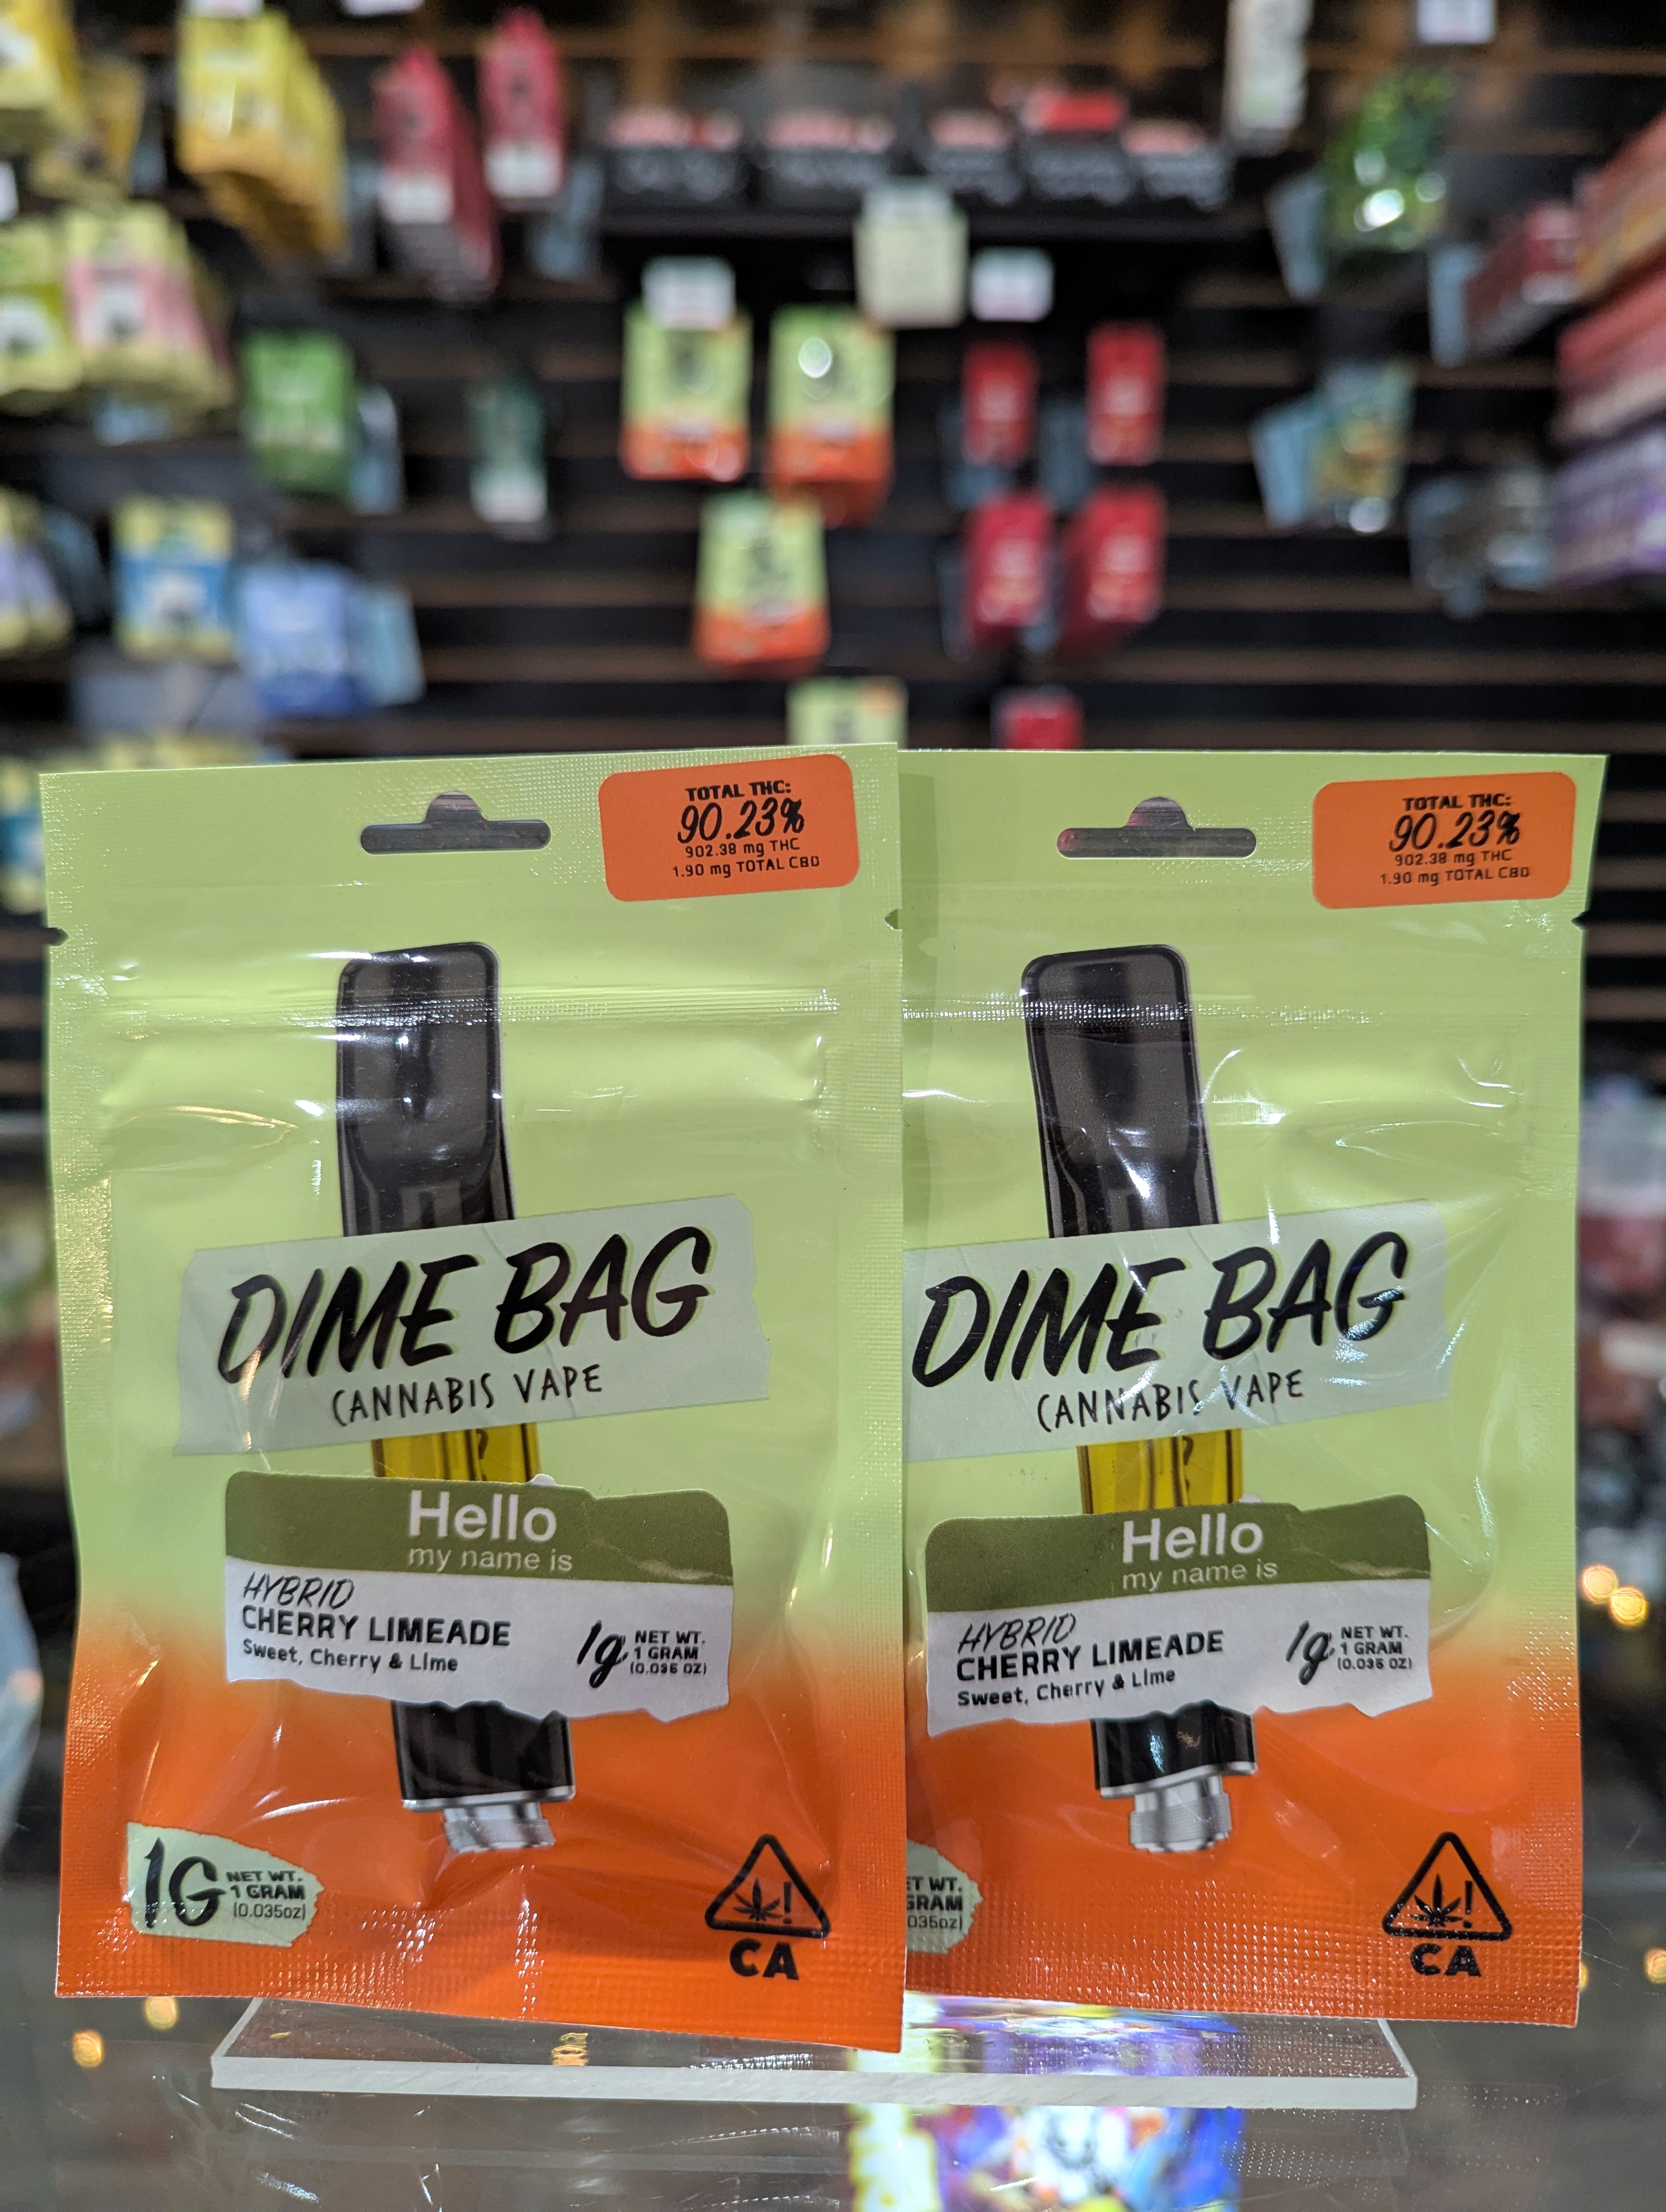 TOTAL THC:
90.23%
902.38 mg THC
1.90 mg TOTAL CBD
DIME BAG
CANNABIS VAPE
Hello
my name is
HYBRID
CHERRY LIMEADE
Sweet, Cherry & Lime
1g NET WT.
1 GRAM
(0.035 OZ)
1G NET WT.
1 GRAM
(0.035oz)
!
CA
TOTAL THC:
90.23%
902.38 mg THC
1.90 mg TOTAL CBD
DIME BAG
CANNABIS VAPE
Hello
my name is
HYBRID
CHERRY LIMEADE
Sweet, Cherry & Lime
1g NET WT.
1 GRAM
(0.035 OZ)
ET WT.
GRAM
035oz)
!
CA